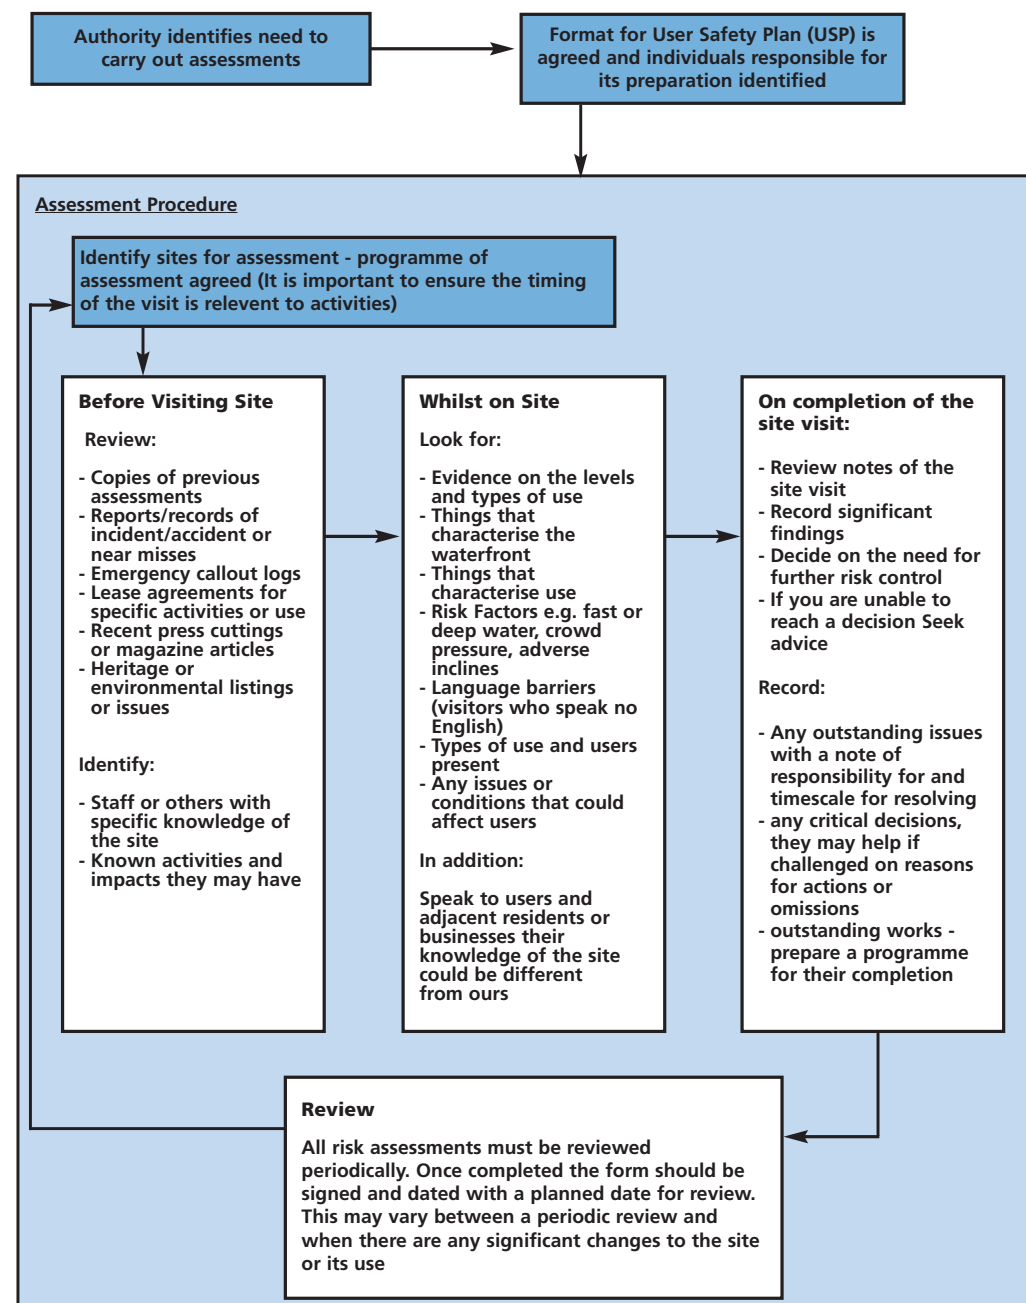 Authority identifies need to
carry out assessments
Format for User Safety Plan (USP) is
agreed and individuals responsible for
its preparation identified
Assessment Procedure
Identify sites for assessment - programme of
assessment agreed (It is important to ensure the timing
of the visit is relevent to activities)
Before Visiting Site
Review:
- Copies of previous
assessments
- Reports/records of
incident/accident or
near misses
- Emergency callout logs
- Lease agreements for
specific activities or use
- Recent press cuttings
or magazine articles
- Heritage or
environmental listings
or issues
Identify:
- Staff or others with
specific knowledge of
the site
- Known activities and
impacts they may have
Whilst on Site
Look for:
- Evidence on the levels
and types of use
- Things that
characterise the
waterfront
- Things that
characterise use
- Risk Factors e.g. fast or
deep water, crowd
pressure, adverse
inclines
- Language barriers
(visitors who speak no
English)
- Types of use and users
present
- Any issues or
conditions that could
affect users
In addition:
Speak to users and
adjacent residents or
businesses their
knowledge of the site
could be different
from ours
On completion of the
site visit:
- Review notes of the
site visit
- Record significant
findings
- Decide on the need for
further risk control
- If you are unable to
reach a decision Seek
advice
Record:
- Any outstanding issues
with a note of
responsibility for and
timescale for resolving
- any critical decisions,
they may help if
challenged on reasons
for actions or
omissions
- outstanding works -
prepare a programme
for their completion
Review
All risk assessments must be reviewed
periodically. Once completed the form should be
signed and dated with a planned date for review.
This may vary between a periodic review and
when there are any significant changes to the site
or its use